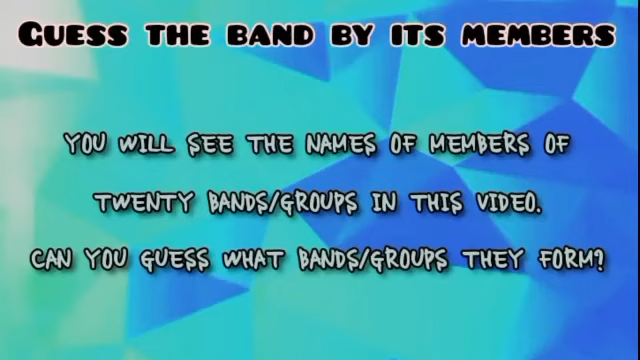 GUESS THE BAND BY ITS MEMBERS
YOU WILL SEE THE NAMES OF MEMBERS OF
TWENTY BANDS/GROUPS IN THIS VIDEO.
CAN YOU GUESS WHAT BANDS/GROUPS THEY FORM?